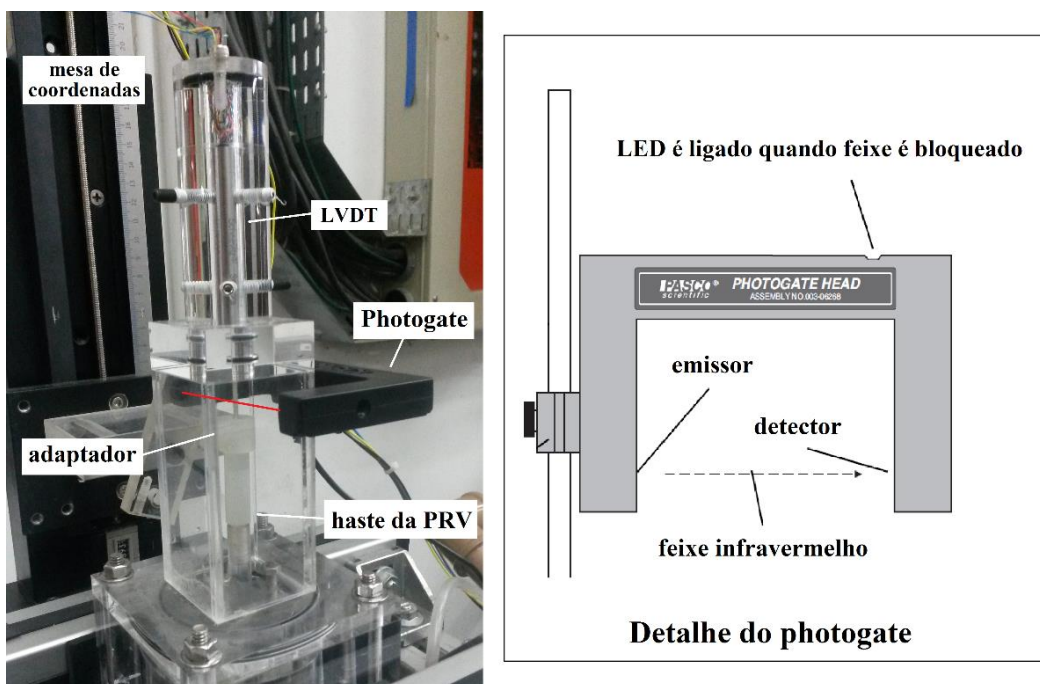 mesa de
coordenadas
LVDT
Photogate
adaptador
haste da PRV
LED é ligado quando feixe é bloqueado
PASCO®
scientific
PHOTOGATE HEAD
ASSEMBLY NO.003-06268
emissor
detector
feixe infravermelho
Detalhe do photogate